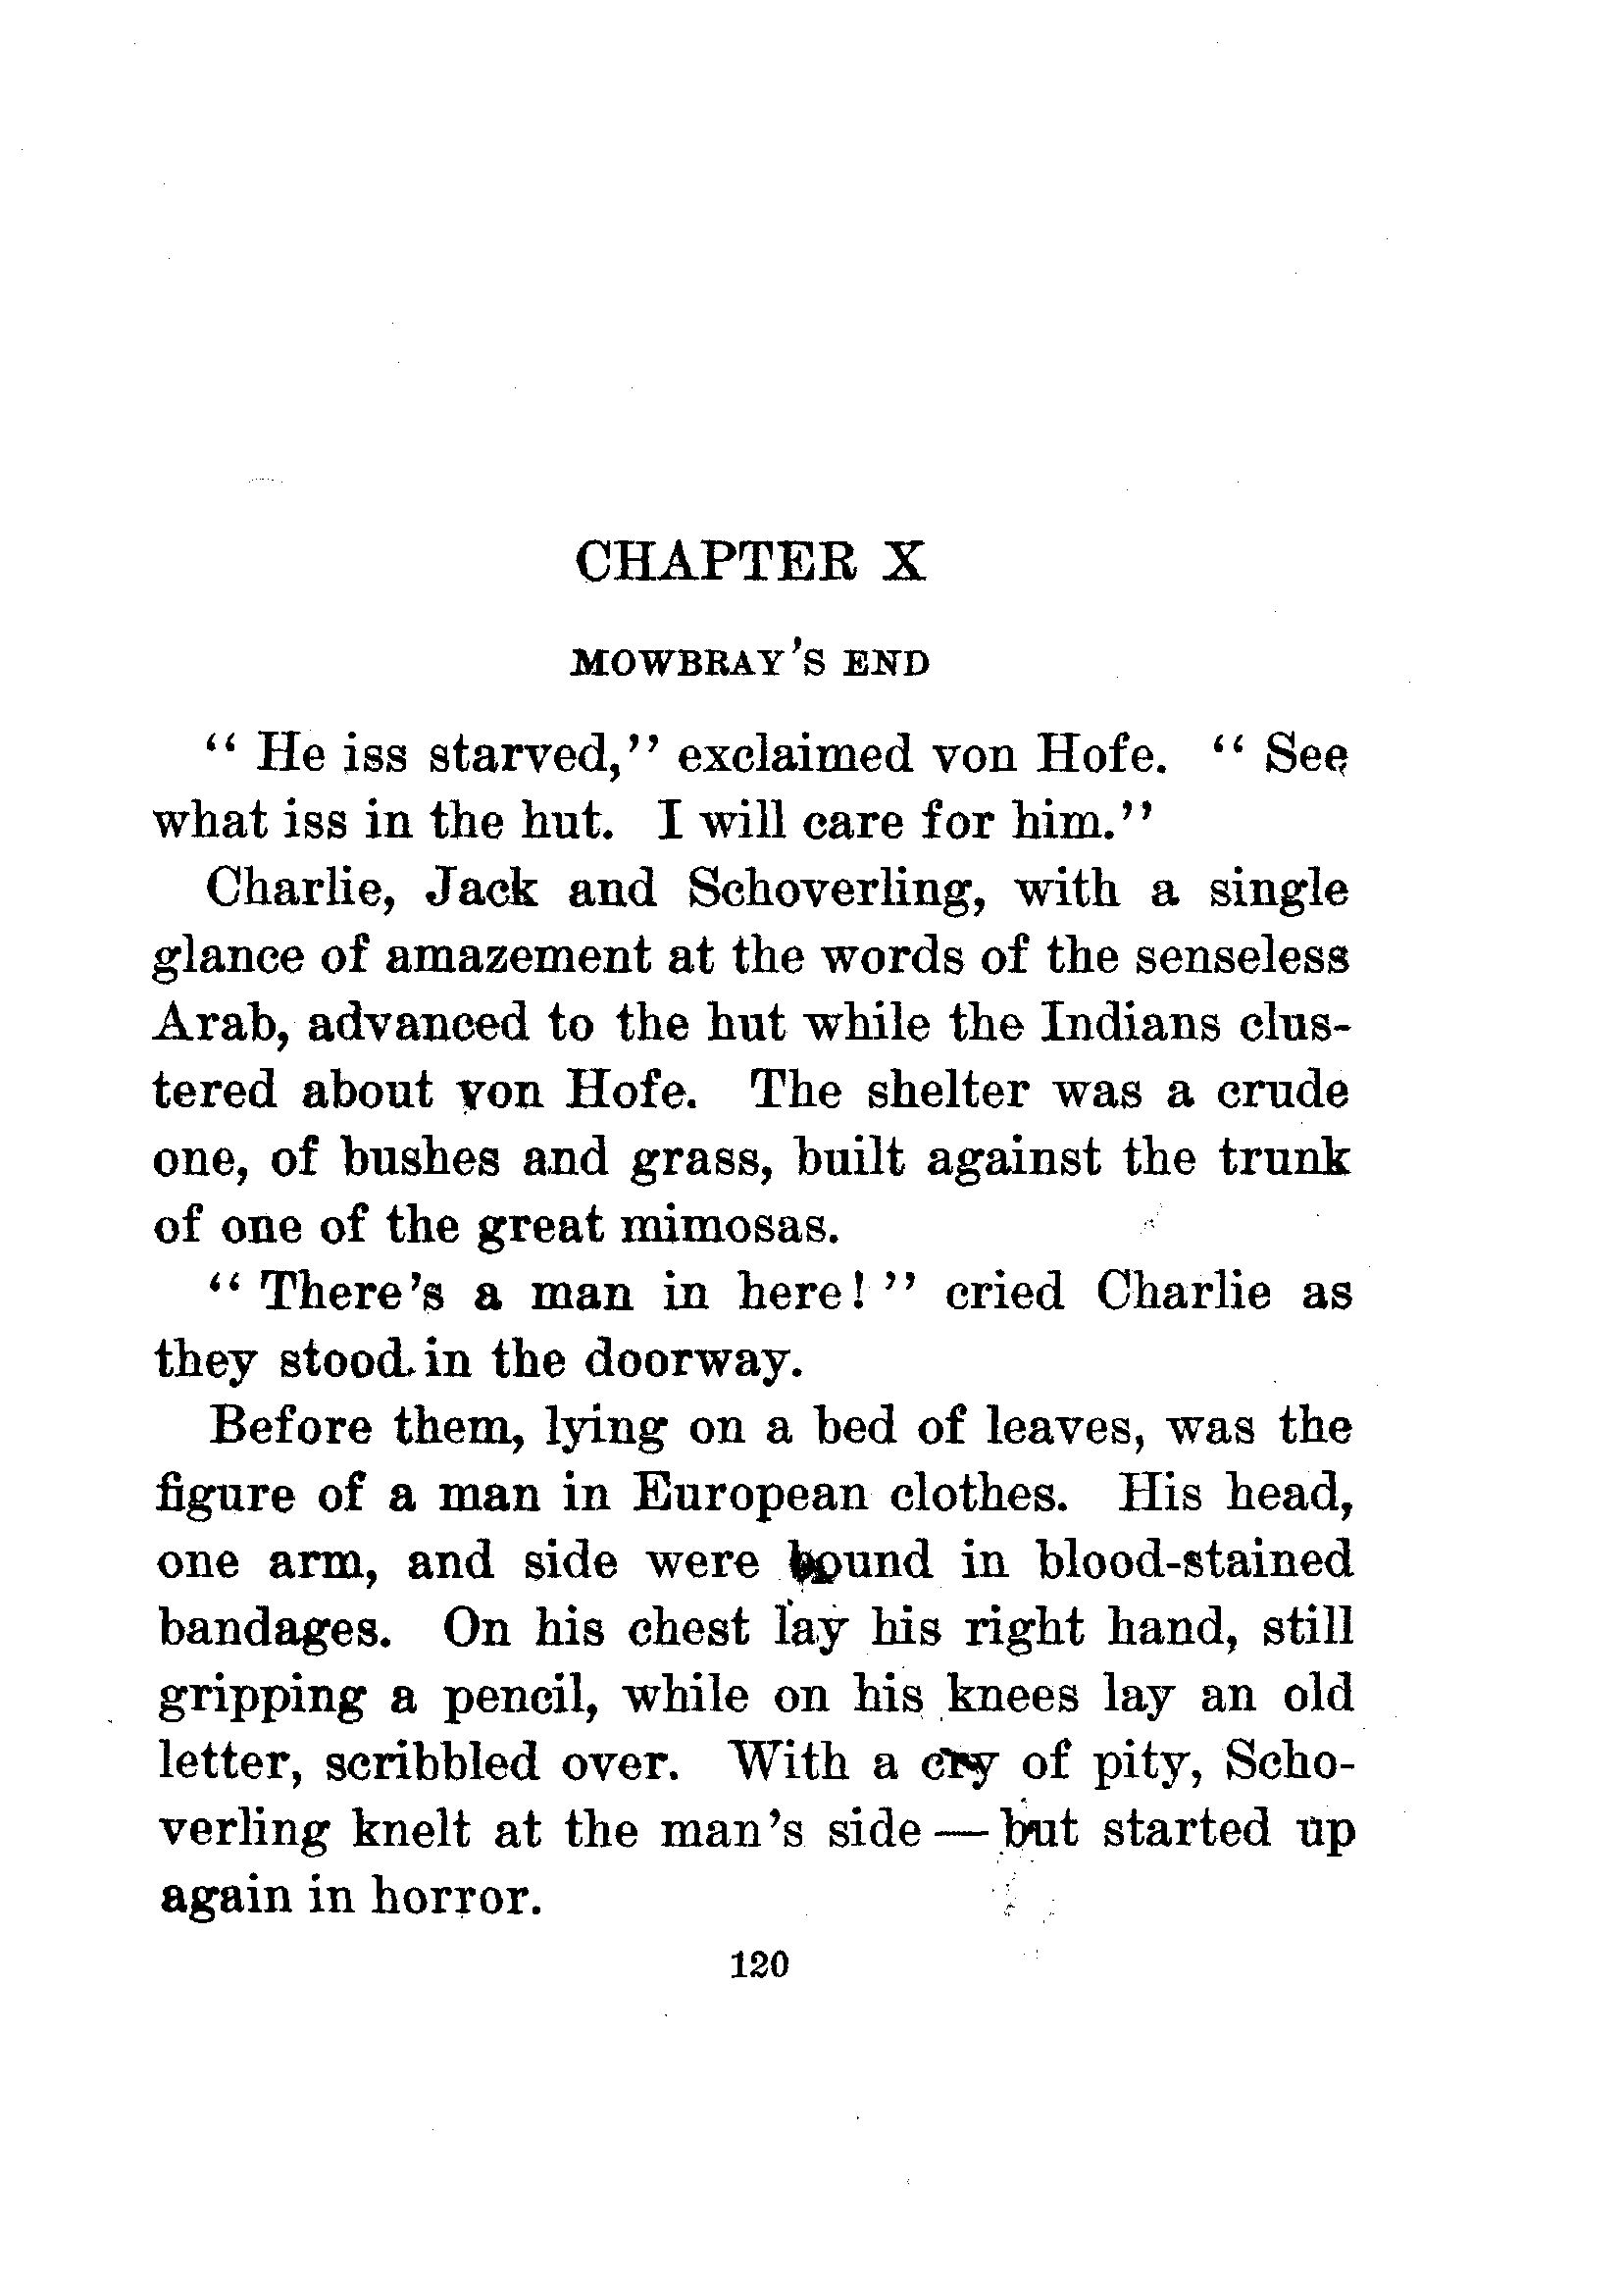 CHAPTER X
MOWBRAY'S END
" He iss starved," exclaimed von Hofe. " See
what iss in the hut. I will care for him."
Charlie, Jack and Schoverling, with a single
glance of amazement at the words of the senseless
Arab, advanced to the hut while the Indians clus-
tered about von Hofe. The shelter was a crude
one, of bushes and grass, built against the trunk
of one of the great mimosas.
" There's a man in here! " cried Charlie as
they stood in the doorway.
Before them, lying on a bed of leaves, was the
figure of a man in European clothes. His head,
one arm, and side were bound in blood-stained
bandages. On his chest lay his right hand, still
gripping a pencil, while on his knees lay an old
letter, scribbled over. With a cry of pity, Scho-
verling knelt at the man's side — but started up
again in horror.
120